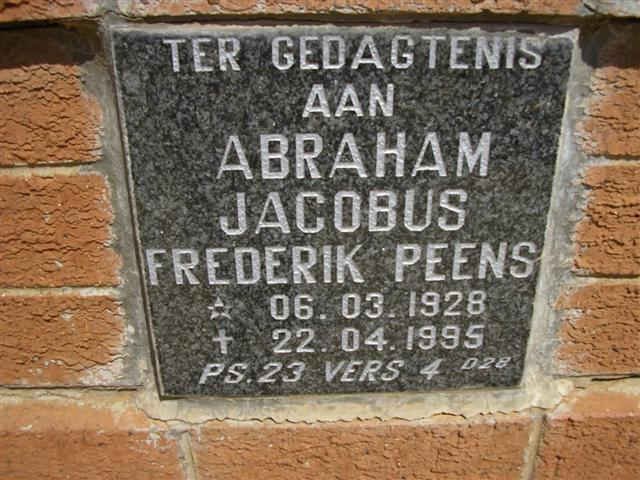 TER GEDAGTENIS
AAN
ABRAHAM
JACOBUS
FREDERIK PEENS
☆ 06.03.1928
✝ 22.04.1995
PS.23 VERS 4 D28